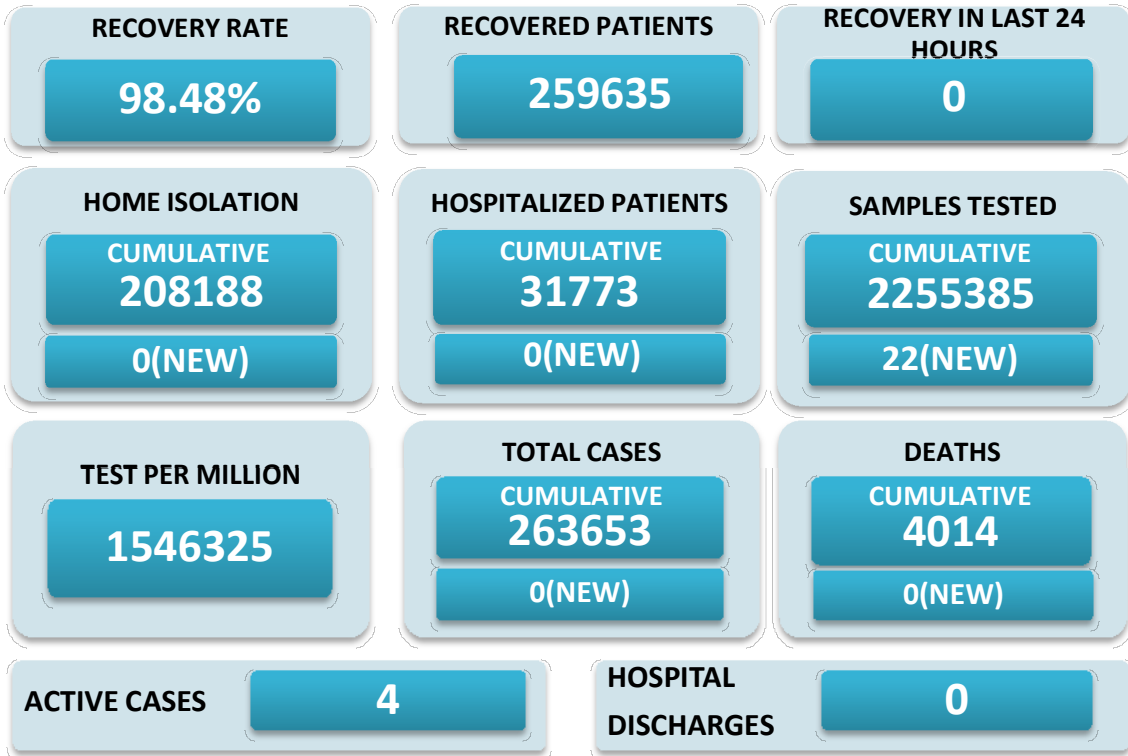 RECOVERY RATE
98.48%
RECOVERED PATIENTS
259635
RECOVERY IN LAST 24
HOURS
0
HOME ISOLATION
CUMULATIVE
208188
0(NEW)
HOSPITALIZED PATIENTS
CUMULATIVE
31773
0(NEW)
SAMPLES TESTED
CUMULATIVE
2255385
22(NEW)
TEST PER MILLION
1546325
TOTAL CASES
CUMULATIVE
263653
0(NEW)
DEATHS
CUMULATIVE
4014
0(NEW)
ACTIVE CASES
4
HOSPITAL
DISCHARGES
0